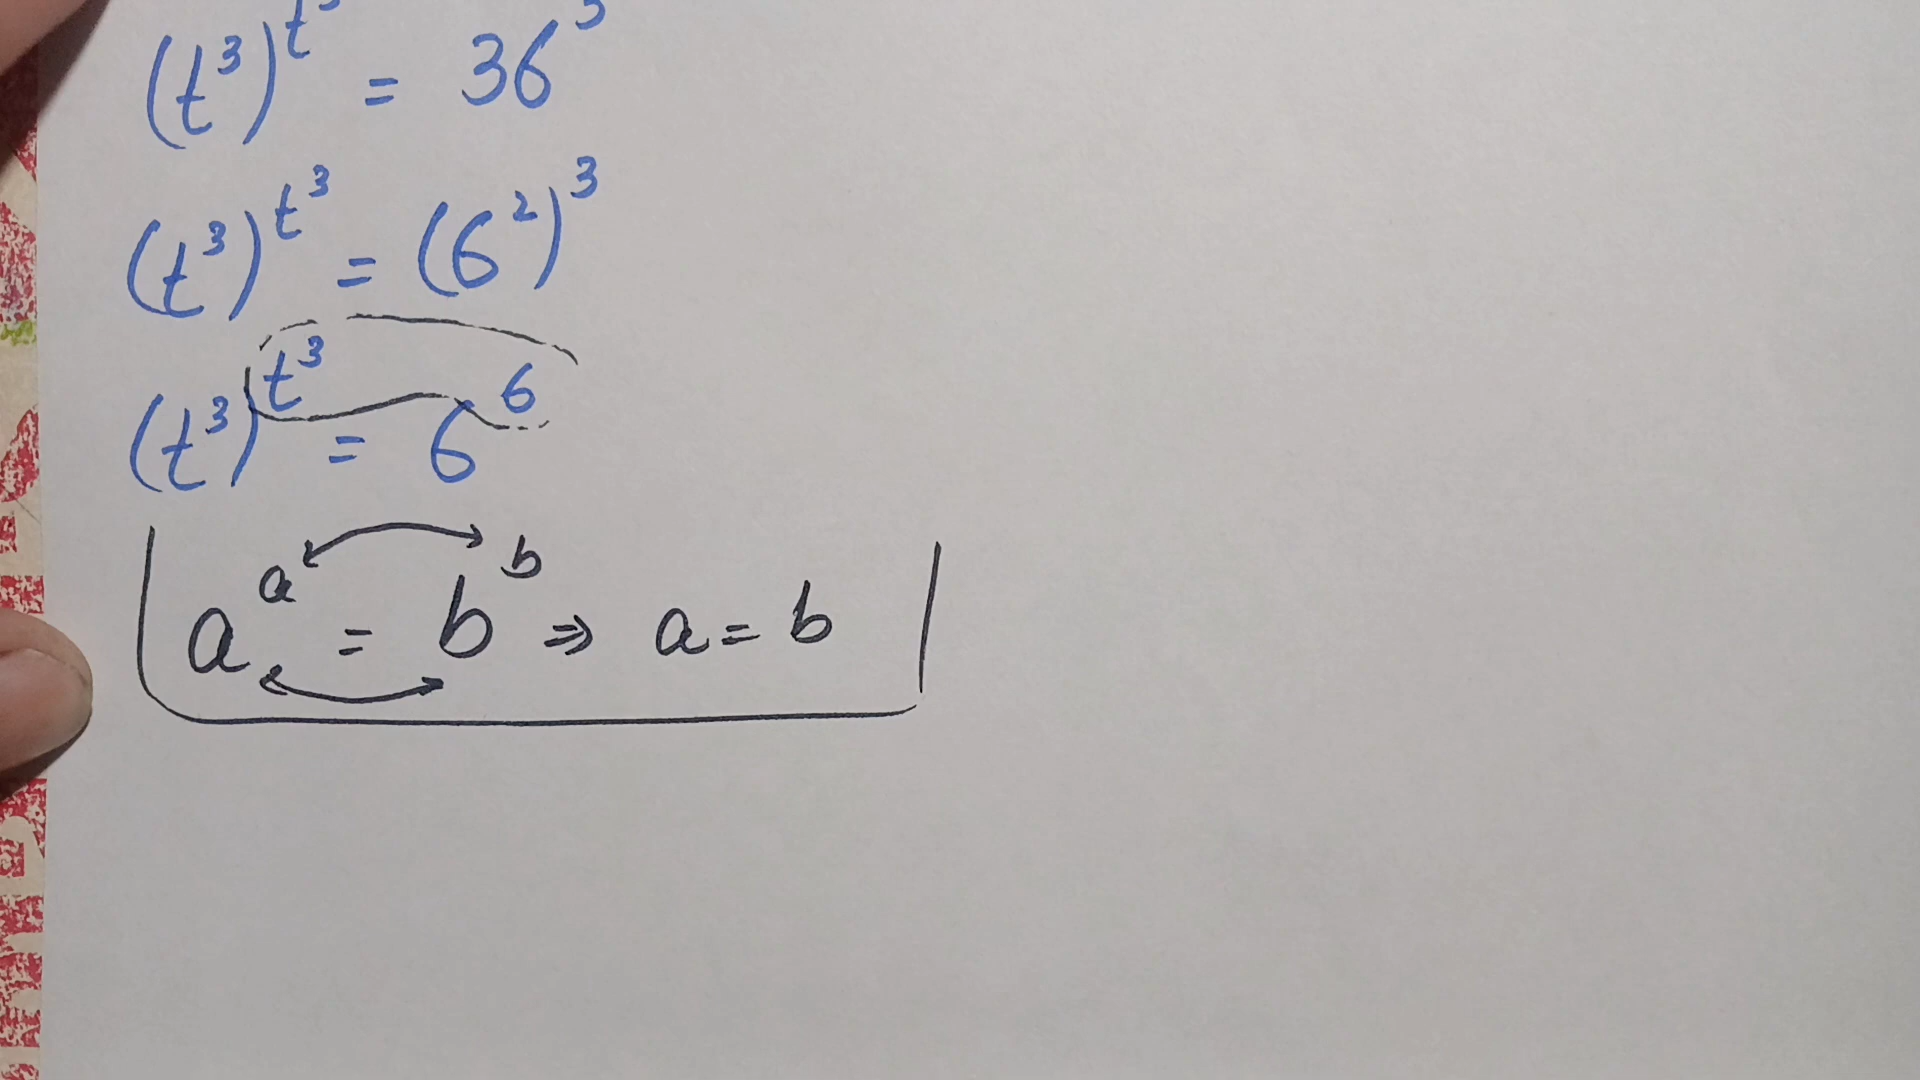 (t³)^t³ = 36³
(t³)^t³ = (6²)³
(t³)^t³ = 6⁶
a^a = b^b ⇒ a = b